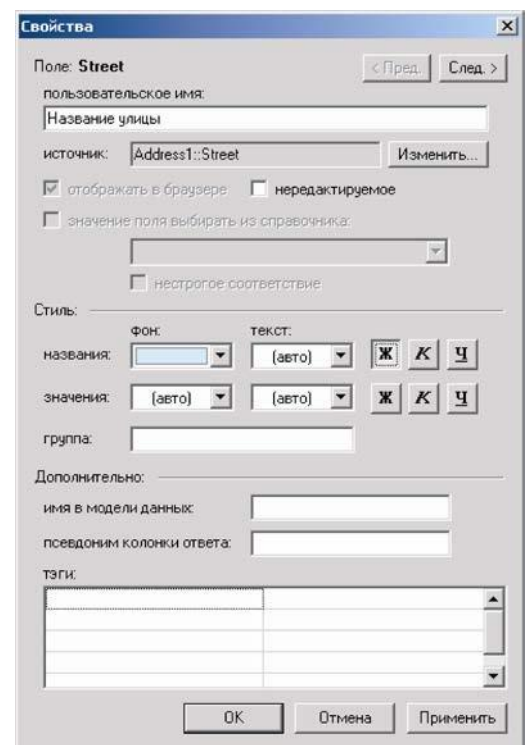 Свойства
Поле: Street
< Пред.
След. >
пользовательское имя:
Название улицы
источник:
Address1::Street
Изменить...
отображать в браузере
нередактируемое
значение поля выбирать из справочника:
нестрогое соответствие
Стиль:
фон:
текст:
названия:
(авто)
Ж
К
Ч
значения:
(авто)
(авто)
Ж
К
Ч
группа:
Дополнительно:
имя в модели данных:
псевдоним колонки ответа:
тэги:
OK
Отмена
Применить